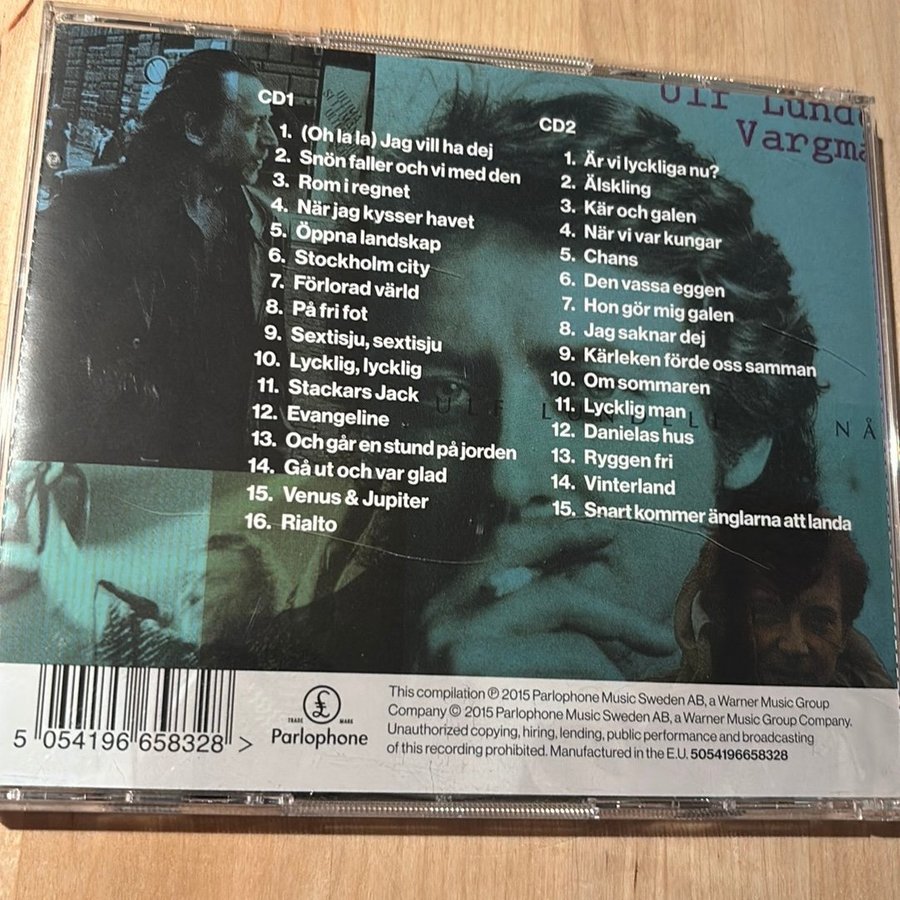 Ulf Lund
Vargma
CD1
1. (Oh la la) Jag vill ha dej
2. Snön faller och vi med den
3. Rom i regnet
4. När jag kysser havet
5. Öppna landskap
6. Stockholm city
7. Förlorad värld
8. På fri fot
9. Sextisju, sextisju
10. Lycklig, lycklig
11. Stackars Jack
12. Evangeline
13. Och går en stund på jorden
14. Gå ut och var glad
15. Venus & Jupiter
16. Rialto
CD2
1. Är vi lyckliga nu?
2. Älskling
3. Kär och galen
4. När vi var kungar
5. Chans
6. Den vassa eggen
7. Hon gör mig galen
8. Jag saknar dej
9. Kärleken förde oss samman
10. Om sommaren
11. Lycklig man
12. Danielas hus
13. Ryggen fri
14. Vinterland
15. Snart kommer änglarna att landa
ULF LUNDELL NÅ
5 054196 658328 >
TRADE MARK
Parlophone
This compilation ℗ 2015 Parlophone Music Sweden AB, a Warner Music Group
Company © 2015 Parlophone Music Sweden AB, a Warner Music Group Company.
Unauthorized copying, hiring, lending, public performance and broadcasting
of this recording prohibited. Manufactured in the E.U. 5054196658328